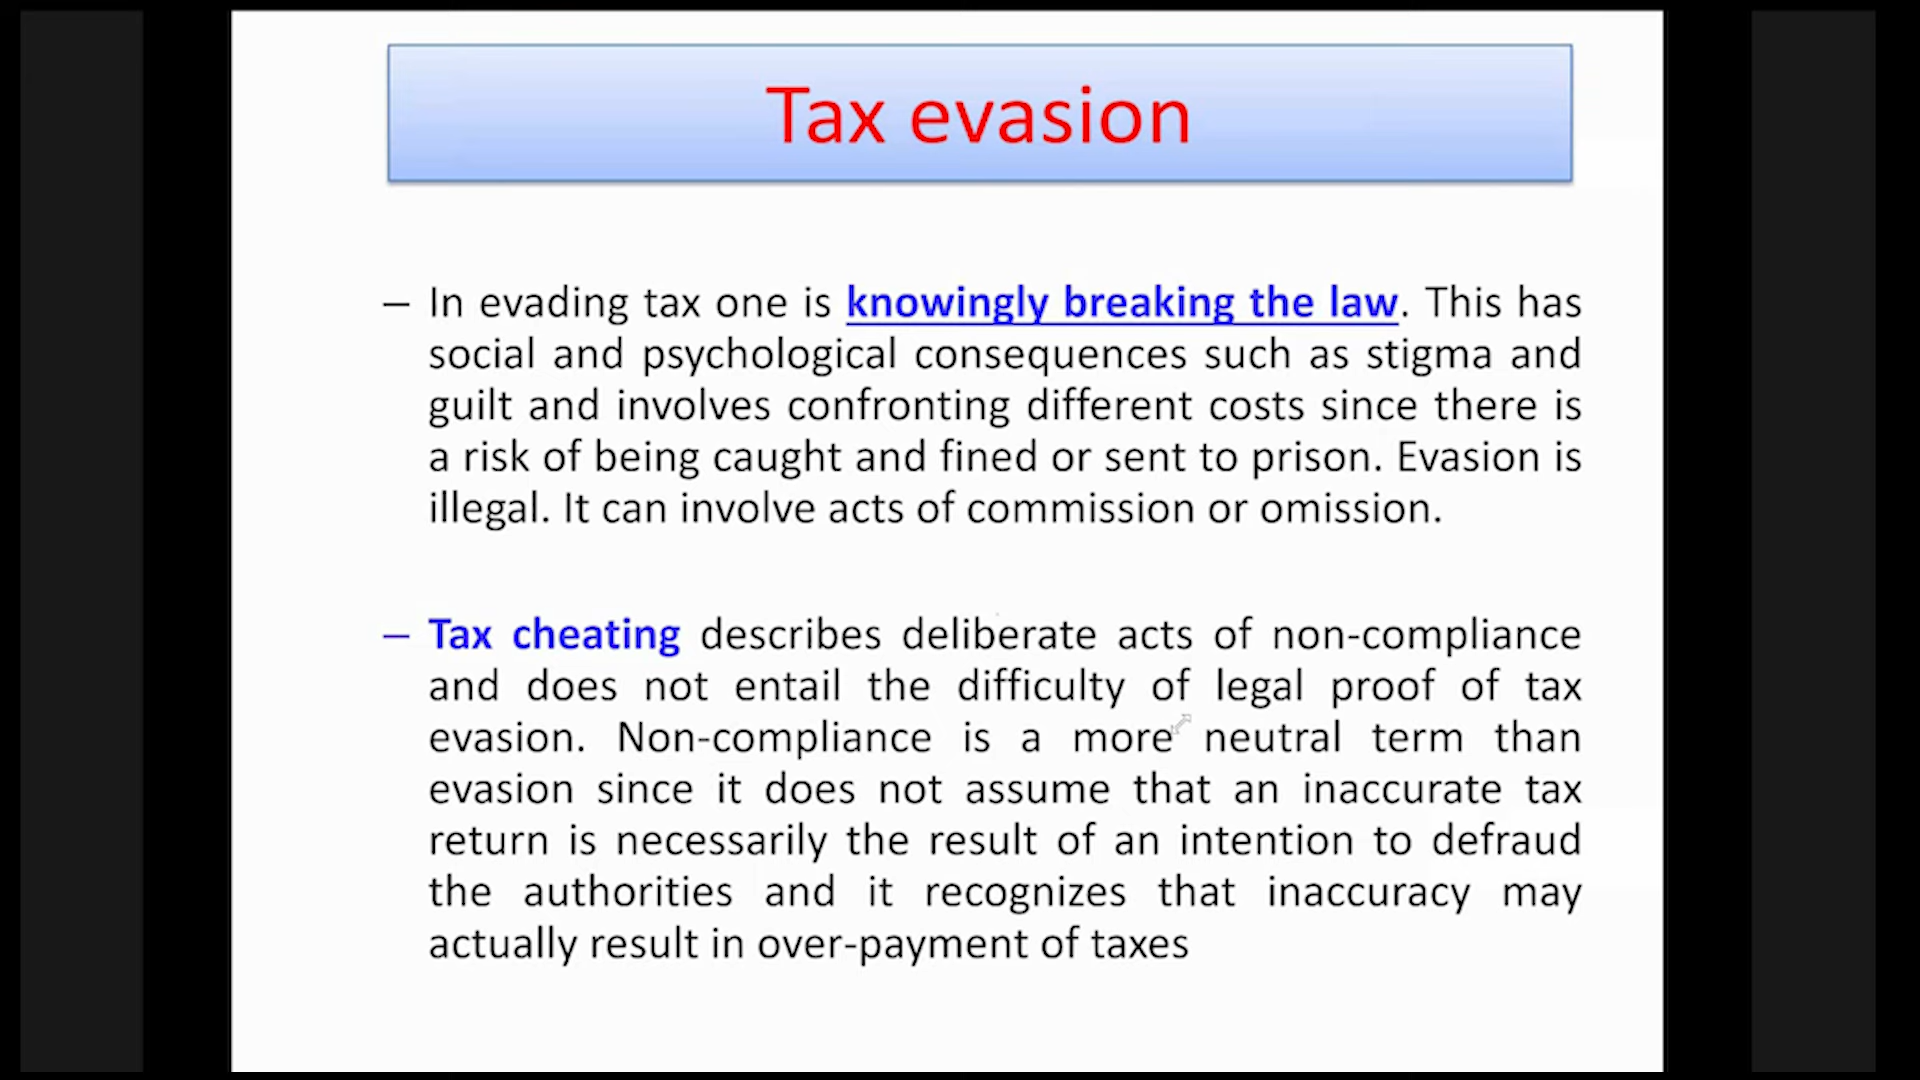 Tax evasion
– In evading tax one is knowingly breaking the law. This has
social and psychological consequences such as stigma and
guilt and involves confronting different costs since there is
a risk of being caught and fined or sent to prison. Evasion is
illegal. It can involve acts of commission or omission.
– Tax cheating describes deliberate acts of non-compliance
and does not entail the difficulty of legal proof of tax
evasion. Non-compliance is a more neutral term than
evasion since it does not assume that an inaccurate tax
return is necessarily the result of an intention to defraud
the authorities and it recognizes that inaccuracy may
actually result in over-payment of taxes